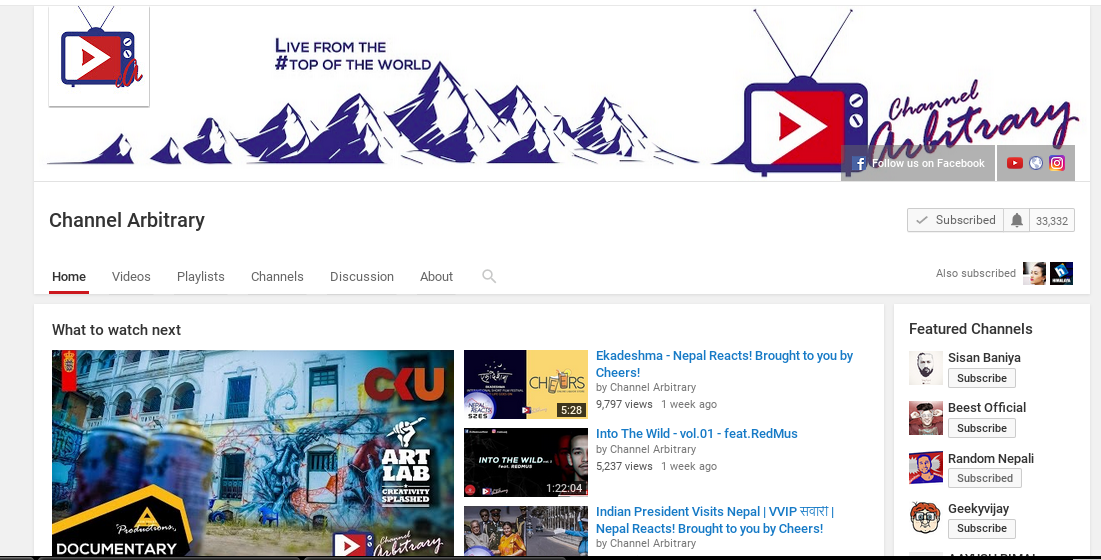 LIVE FROM THE
#TOP OF THE WORLD
Channel
Arbitrary
Follow us on Facebook
Channel Arbitrary
Subscribed
33,332
Home
Videos
Playlists
Channels
Discussion
About
Also subscribed
What to watch next
CKU
ART
LAB
CREATIVITY
SPLASHED
Productions
DOCUMENTARY
Channel
Arbitrary
CHEERS
NEPAL
REACTS
S2E5
5:28
Ekadeshma - Nepal Reacts! Brought to you by
Cheers!
by Channel Arbitrary
9,797 views 1 week ago
INTO THE WILD
feat. REDMUS
1:22:04
Into The Wild - vol.01 - feat.RedMus
by Channel Arbitrary
5,237 views 1 week ago
Indian President Visits Nepal | VVIP सवारी |
Nepal Reacts! Brought to you by Cheers!
by Channel Arbitrary
Featured Channels
Sisan Baniya
Subscribe
Beest Official
Subscribe
Random Nepali
Subscribed
Geekyvijay
Subscribe